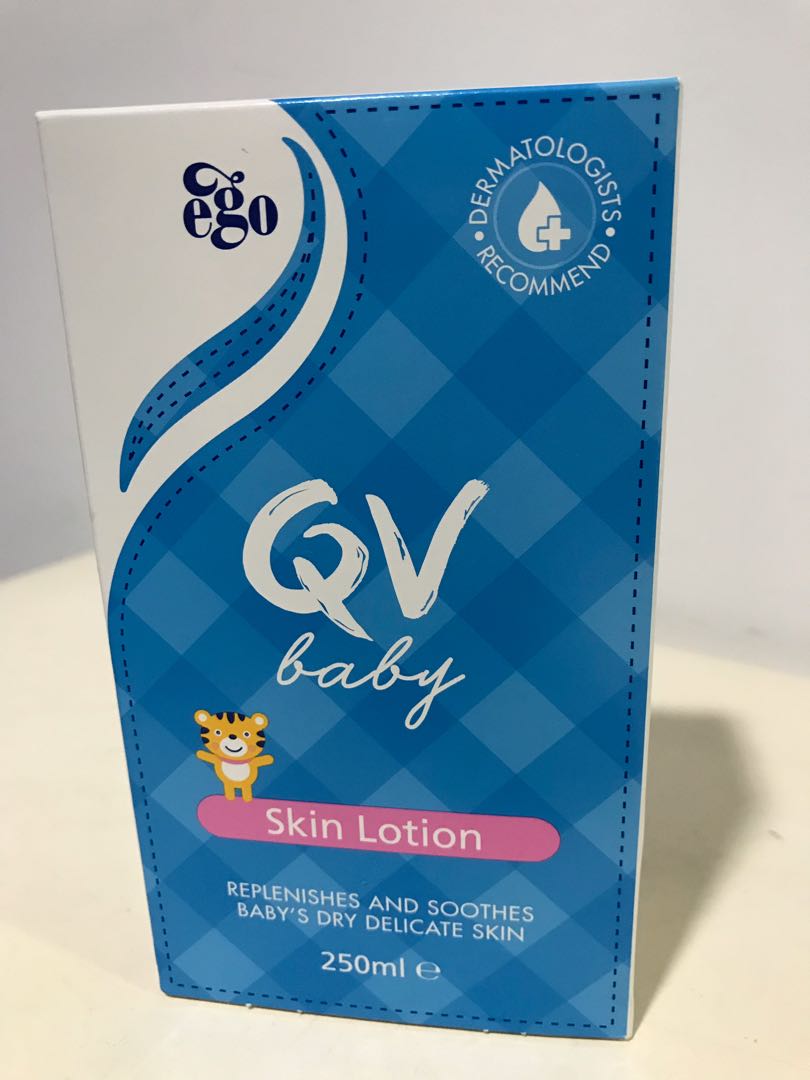 ego
• DERMATOLOGISTS •
RECOMMEND
QV
baby
Skin Lotion
REPLENISHES AND SOOTHES
BABY'S DRY DELICATE SKIN
250ml ℮